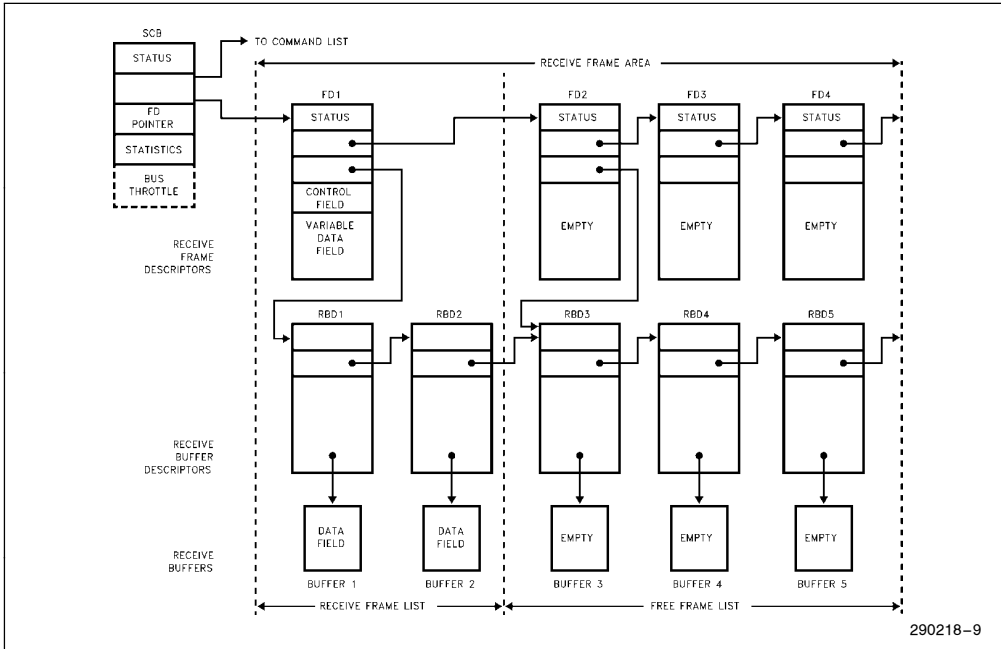 SCB
STATUS
FD
POINTER
STATISTICS
BUS
THROTTLE
TO COMMAND LIST
RECEIVE FRAME AREA
FD1
STATUS
CONTROL
FIELD
VARIABLE
DATA
FIELD
FD2
STATUS
EMPTY
FD3
STATUS
EMPTY
FD4
STATUS
EMPTY
RECEIVE
FRAME
DESCRIPTORS
RBD1
RBD2
RBD3
RBD4
RBD5
RECEIVE
BUFFER
DESCRIPTORS
DATA
FIELD
DATA
FIELD
EMPTY
EMPTY
EMPTY
RECEIVE
BUFFERS
BUFFER 1
BUFFER 2
BUFFER 3
BUFFER 4
BUFFER 5
RECEIVE FRAME LIST
FREE FRAME LIST
290218–9